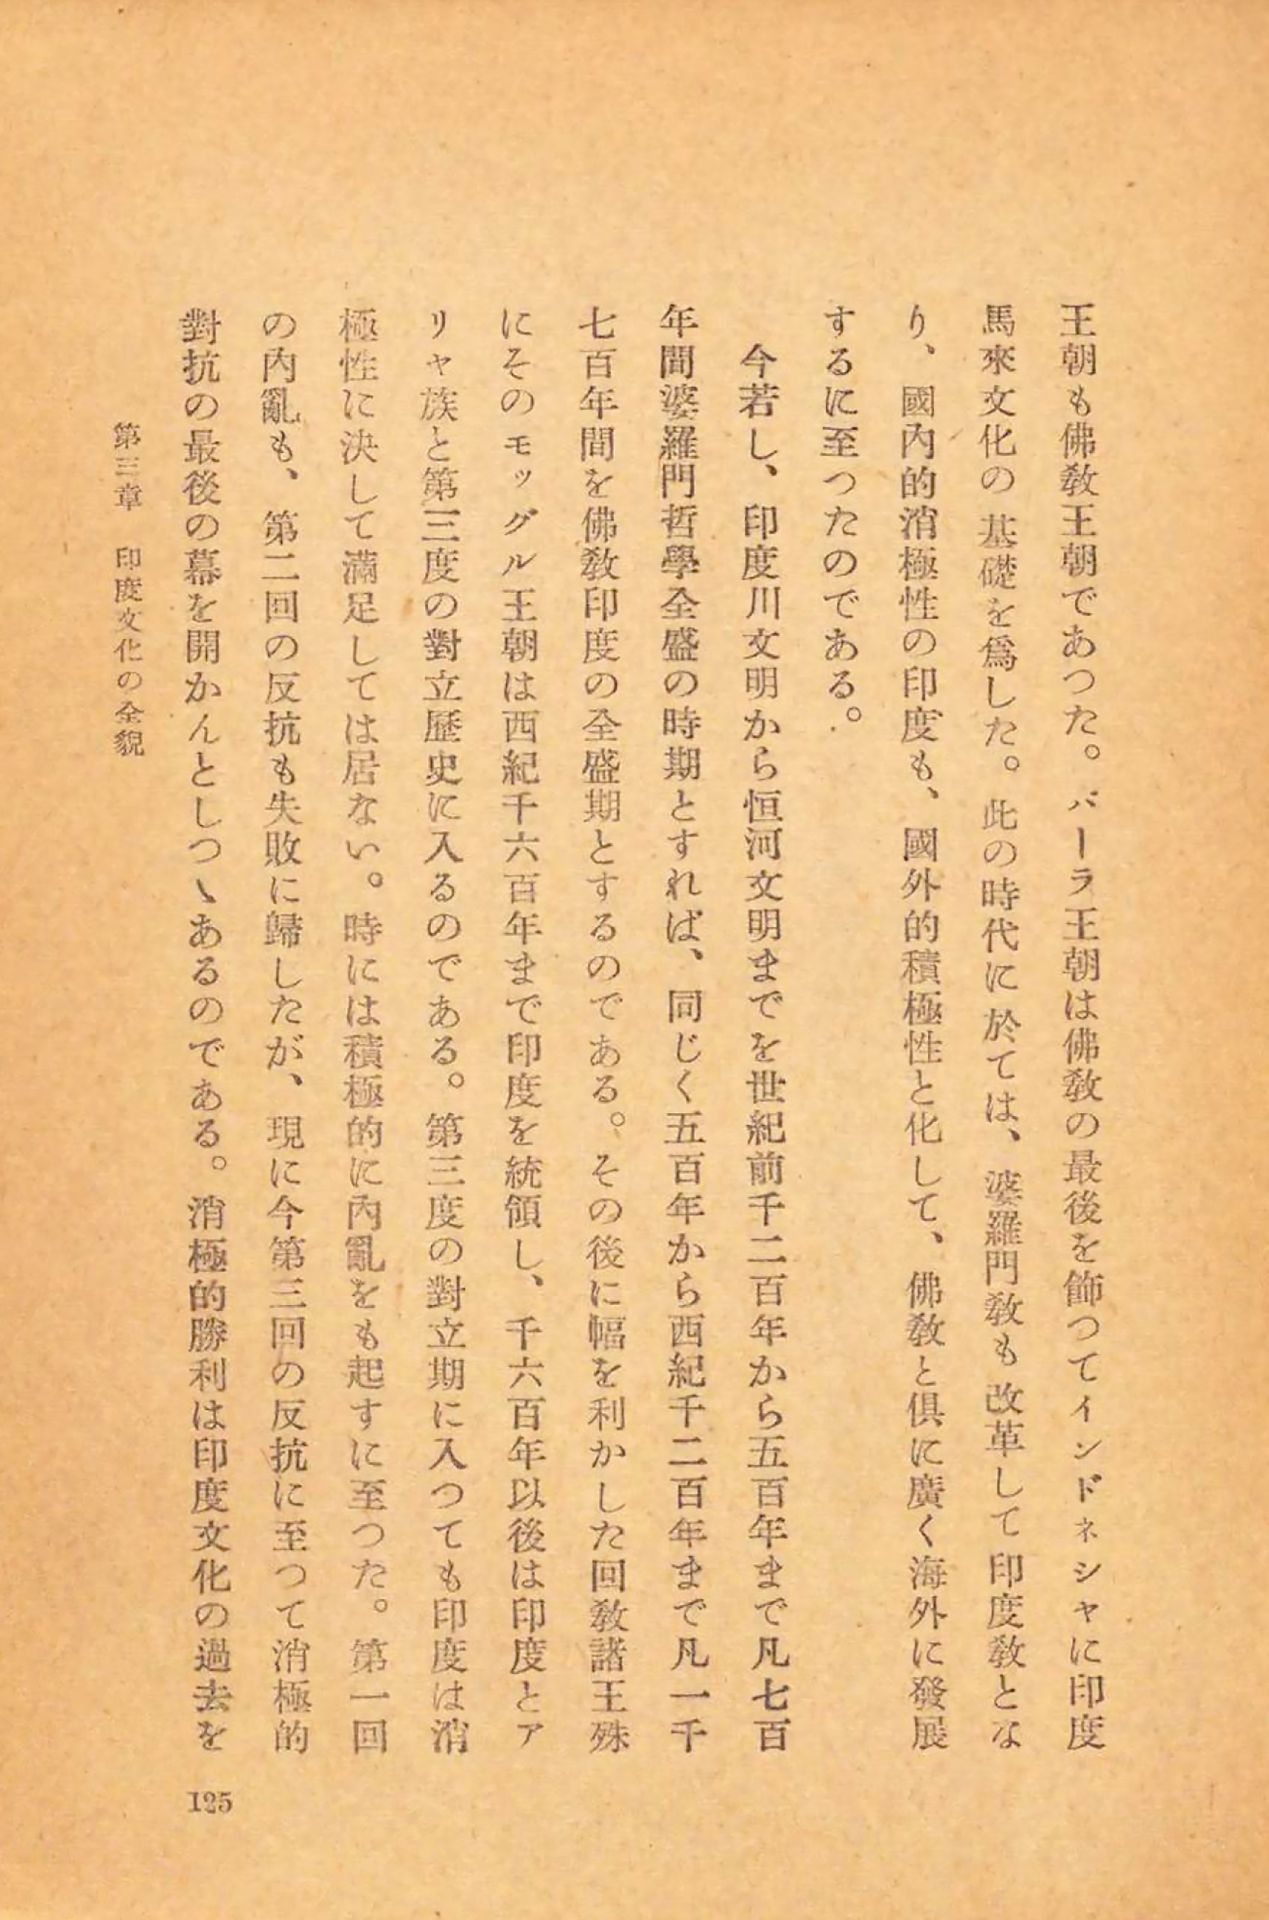 王朝も佛教王朝であつた。バーラ王朝は佛教の最後を飾つてインドネシヤに印度
馬來文化の基礎を爲した。此の時代に於ては、婆羅門教も改革して印度教とな
り、國內的消極性の印度も、國外的積極性と化して、佛教と俱に廣く海外に發展
するに至つたのである。
今若し、印度川文明から恒河文明までを世紀前千二百年から五百年まで凡七百
年間婆羅門哲學全盛の時期とすれば、同じく五百年から西紀千二百年まで凡一千
七百年間を佛教印度の全盛期とするのである。その後に幅を利かした回教諸王殊
にそのモッグル王朝は西紀千六百年まで印度を統領し、千六百年以後は印度とア
リャ族と第三度の對立歷史に入るのである。第三度の對立期に入つても印度は消
極性に決して滿足しては居ない。時には積極的に內亂をも起すに至つた。第一回
の內亂も、第二回の反抗も失敗に歸したが、現に今第三回の反抗に至つて消極的
對抗の最後の幕を開かんとしつゝあるのである。消極的勝利は印度文化の過去を
第三章　印度文化の全貌
125